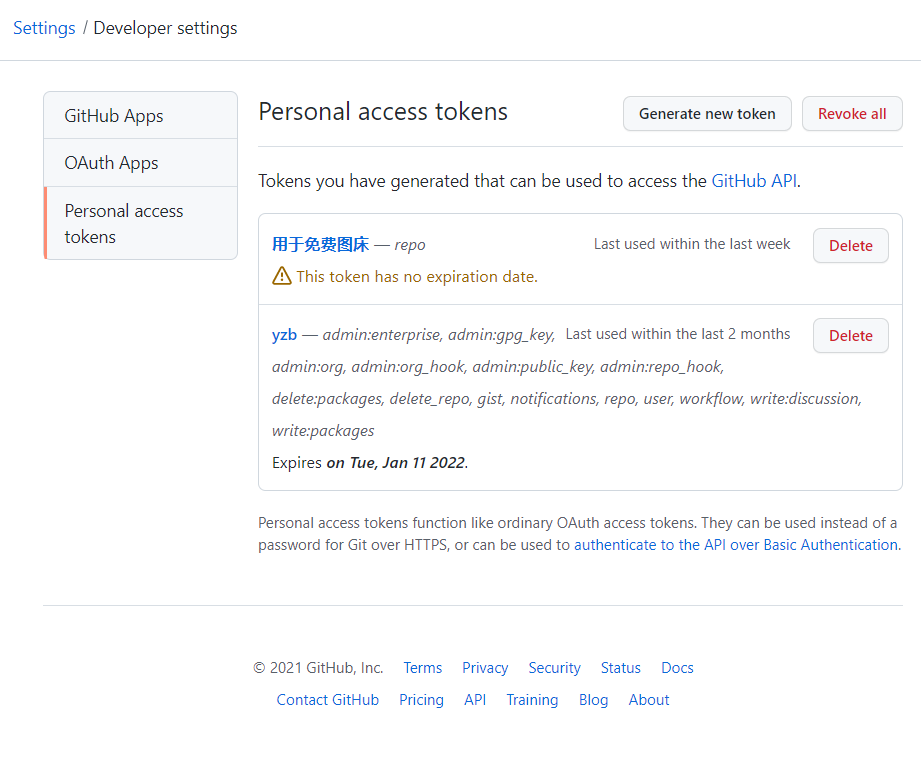 Settings / Developer settings
GitHub Apps
OAuth Apps
Personal access
tokens
Personal access tokens
Generate new token
Revoke all
Tokens you have generated that can be used to access the GitHub API.
用于免费图床 — repo
Last used within the last week
Delete
This token has no expiration date.
yzb — admin:enterprise, admin:gpg_key,
Last used within the last 2 months
Delete
admin:org, admin:org_hook, admin:public_key, admin:repo_hook,
delete:packages, delete_repo, gist, notifications, repo, user, workflow, write:discussion,
write:packages
Expires on Tue, Jan 11 2022.
Personal access tokens function like ordinary OAuth access tokens. They can be used instead of a
password for Git over HTTPS, or can be used to authenticate to the API over Basic Authentication.
© 2021 GitHub, Inc. Terms Privacy Security Status Docs
Contact GitHub Pricing API Training Blog About